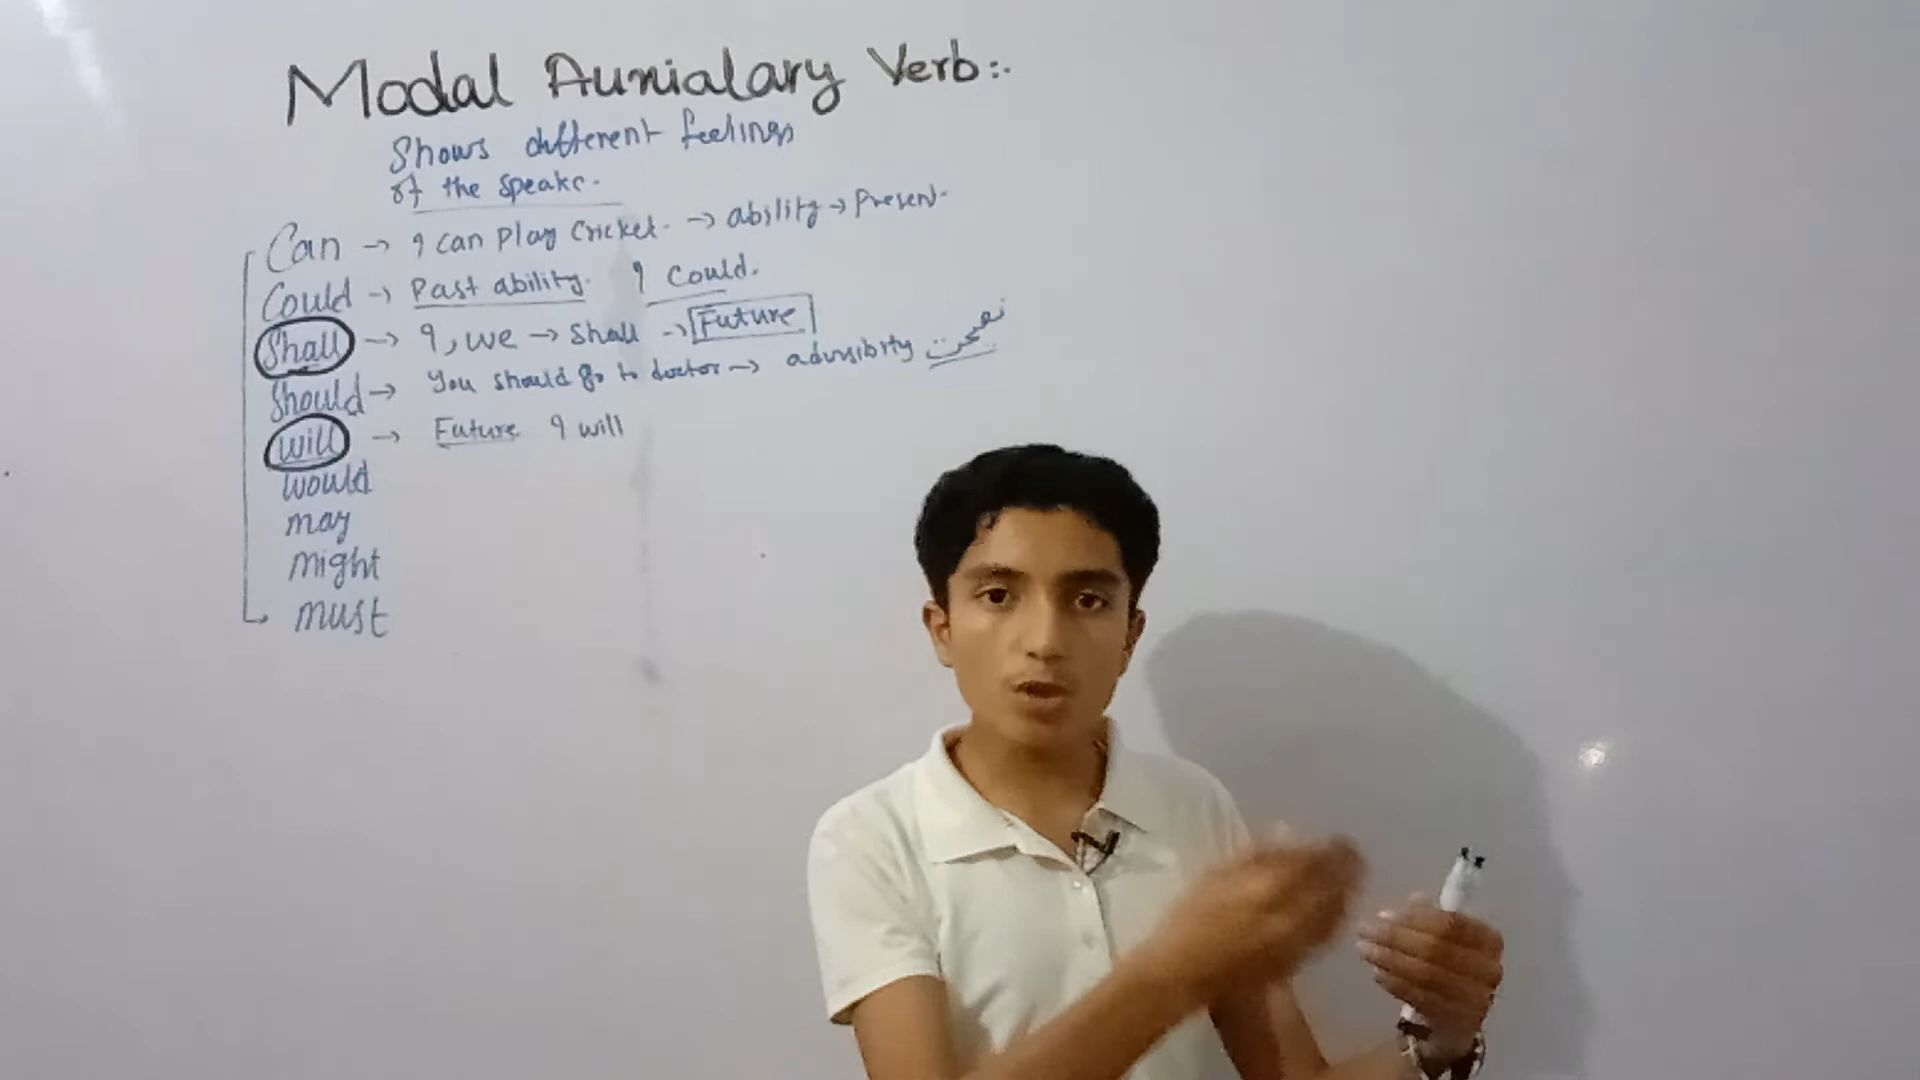 Modal Auxialary Verb:-
Shows different feelings
of the speake.
Can → I can play cricket. → ability → Present.
Could → Past ability. I could.
Shall → I, we → shall → Future
Should → You should go to doctor → advisibity نصیحت
will → Future I will
would
may
might
must